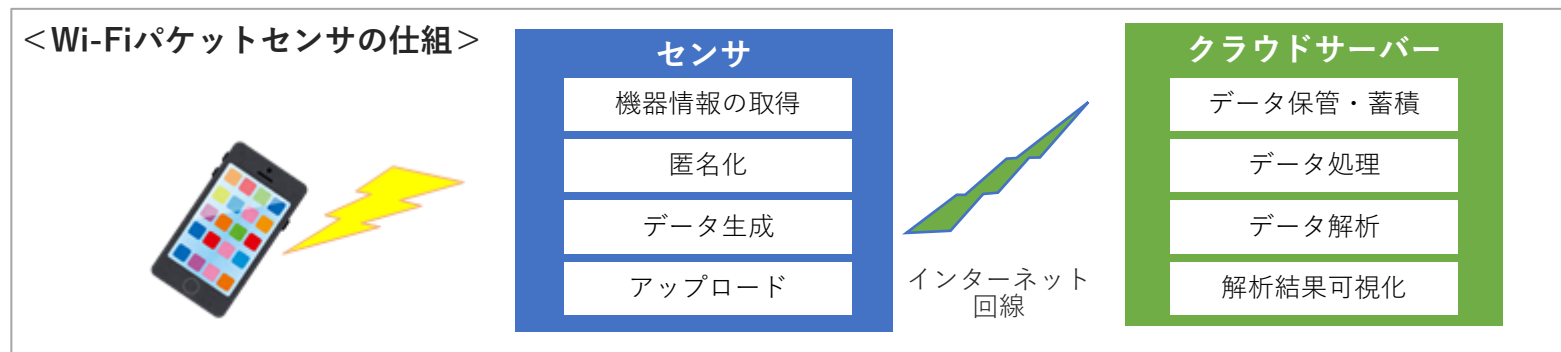 ＜Wi-Fiパケットセンサの仕組＞
センサ
機器情報の取得
匿名化
データ生成
アップロード
インターネット
回線
クラウドサーバー
データ保管・蓄積
データ処理
データ解析
解析結果可視化